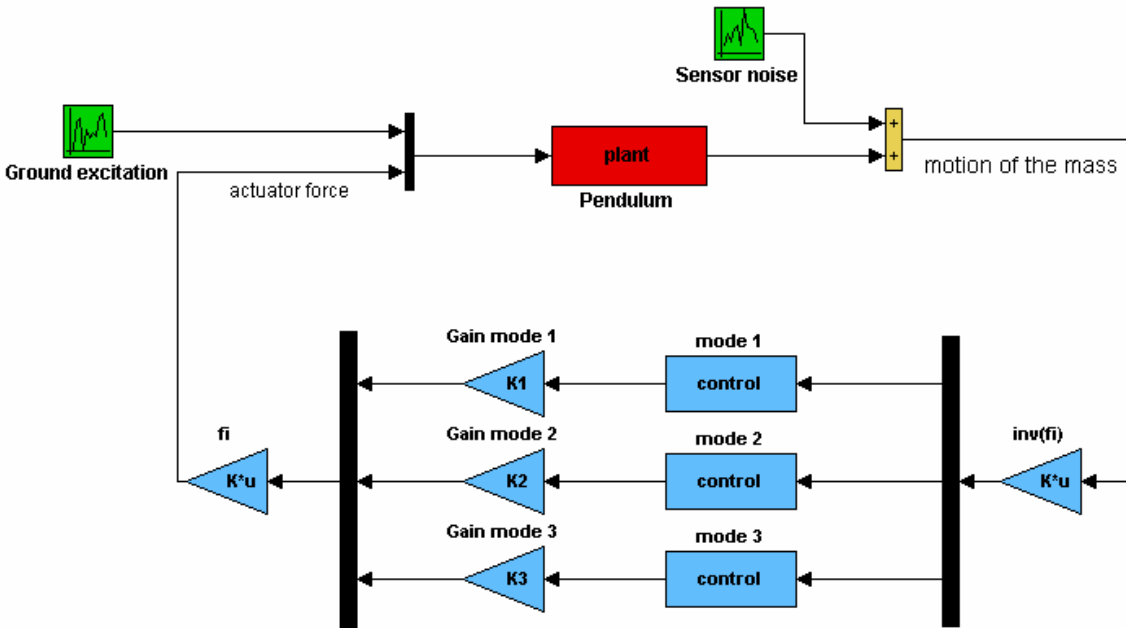 Sensor noise
+
Ground excitation
plant
+
motion of the mass
actuator force
Pendulum
Gain mode 1
mode 1
K1
control
fi
Gain mode 2
mode 2
inv(fi)
K*u
K2
control
K*u
Gain mode 3
mode 3
K3
control